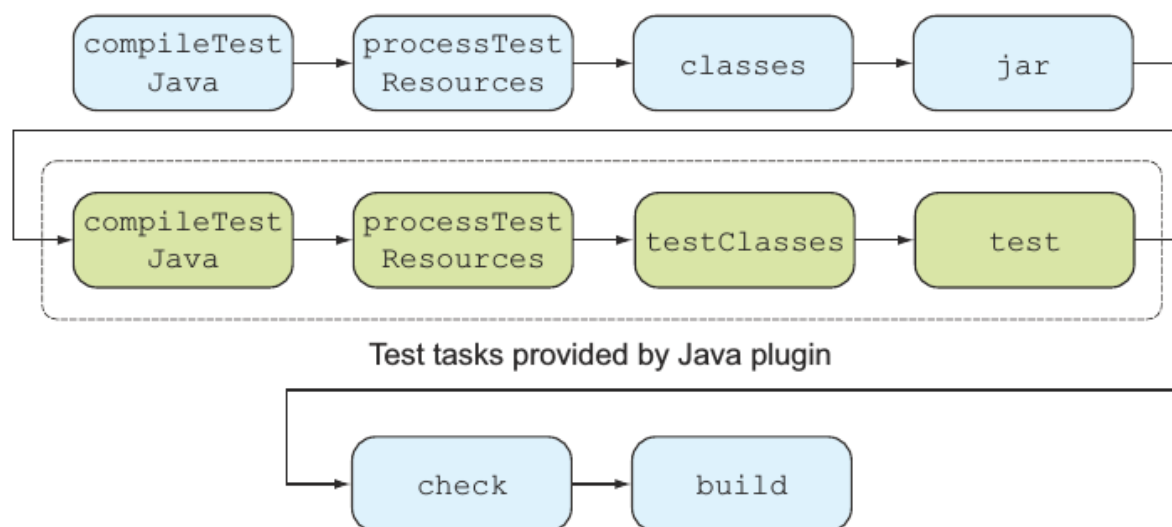 compileTest
Java
processTest
Resources
classes
jar
compileTest
Java
processTest
Resources
testClasses
test
Test tasks provided by Java plugin
check
build